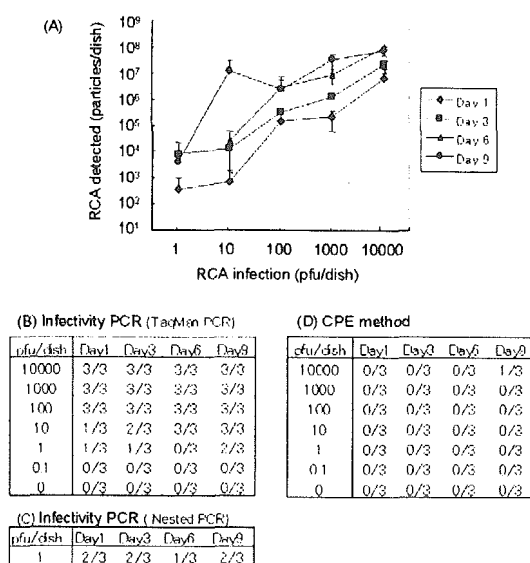 (A)
RCA detected (particles/dish)
10⁹
10⁸
10⁷
10⁶
10⁵
10⁴
10³
10²
10¹
1 10 100 1000 10000
RCA infection (pfu/dish)
Day 1
Day 3
Day 6
Day 9
(B) Infectivity PCR (TaqMan PCR)
pfu/dish Day1 Day3 Day6 Day9
10000 3/3 3/3 3/3 3/3
1000 3/3 3/3 3/3 3/3
100 3/3 3/3 3/3 3/3
10 1/3 2/3 3/3 3/3
1 1/3 1/3 0/3 2/3
0.1 0/3 0/3 0/3 0/3
0 0/3 0/3 0/3 0/3
(C) Infectivity PCR (Nested PCR)
pfu/dish Day1 Day3 Day6 Day9
1 2/3 2/3 1/3 2/3
(D) CPE method
pfu/dish Day1 Day3 Day6 Day9
10000 0/3 0/3 0/3 1/3
1000 0/3 0/3 0/3 0/3
100 0/3 0/3 0/3 0/3
10 0/3 0/3 0/3 0/3
1 0/3 0/3 0/3 0/3
0.1 0/3 0/3 0/3 0/3
0 0/3 0/3 0/3 0/3